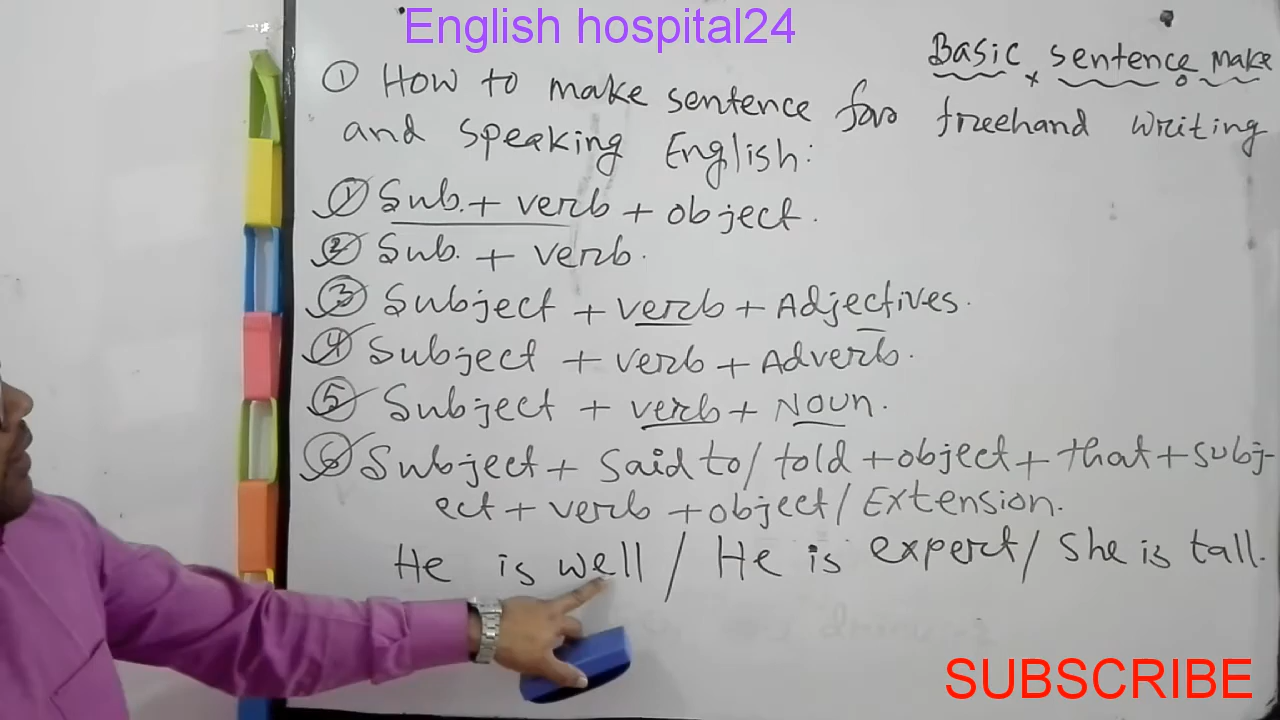 English hospital24
Basic sentence make
① How to make sentence for freehand writing
and speaking English:
① Sub. + verb + object.
② Sub. + verb.
③ Subject + verb + Adjectives.
④ Subject + verb + Adverb.
⑤ Subject + verb + Noun.
⑥ Subject + said to/ told + object + that + subj-
ect + verb + object/ Extension.
He is well / He is expert/ She is tall.
SUBSCRIBE